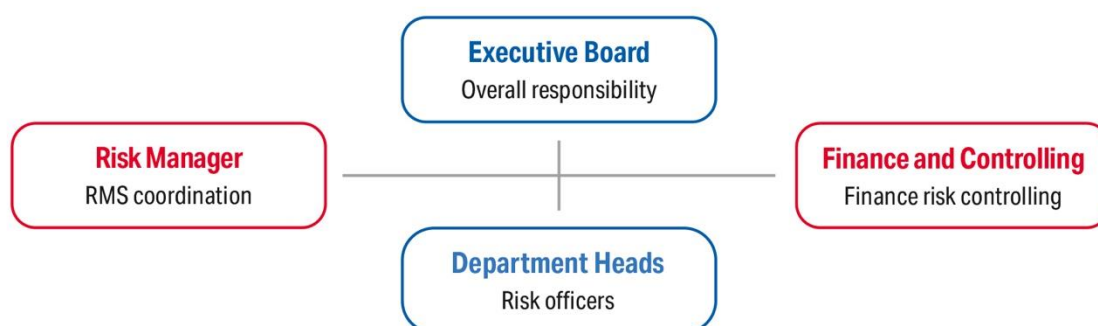 Executive Board
Overall responsibility
Risk Manager
RMS coordination
Finance and Controlling
Finance risk controlling
Department Heads
Risk officers